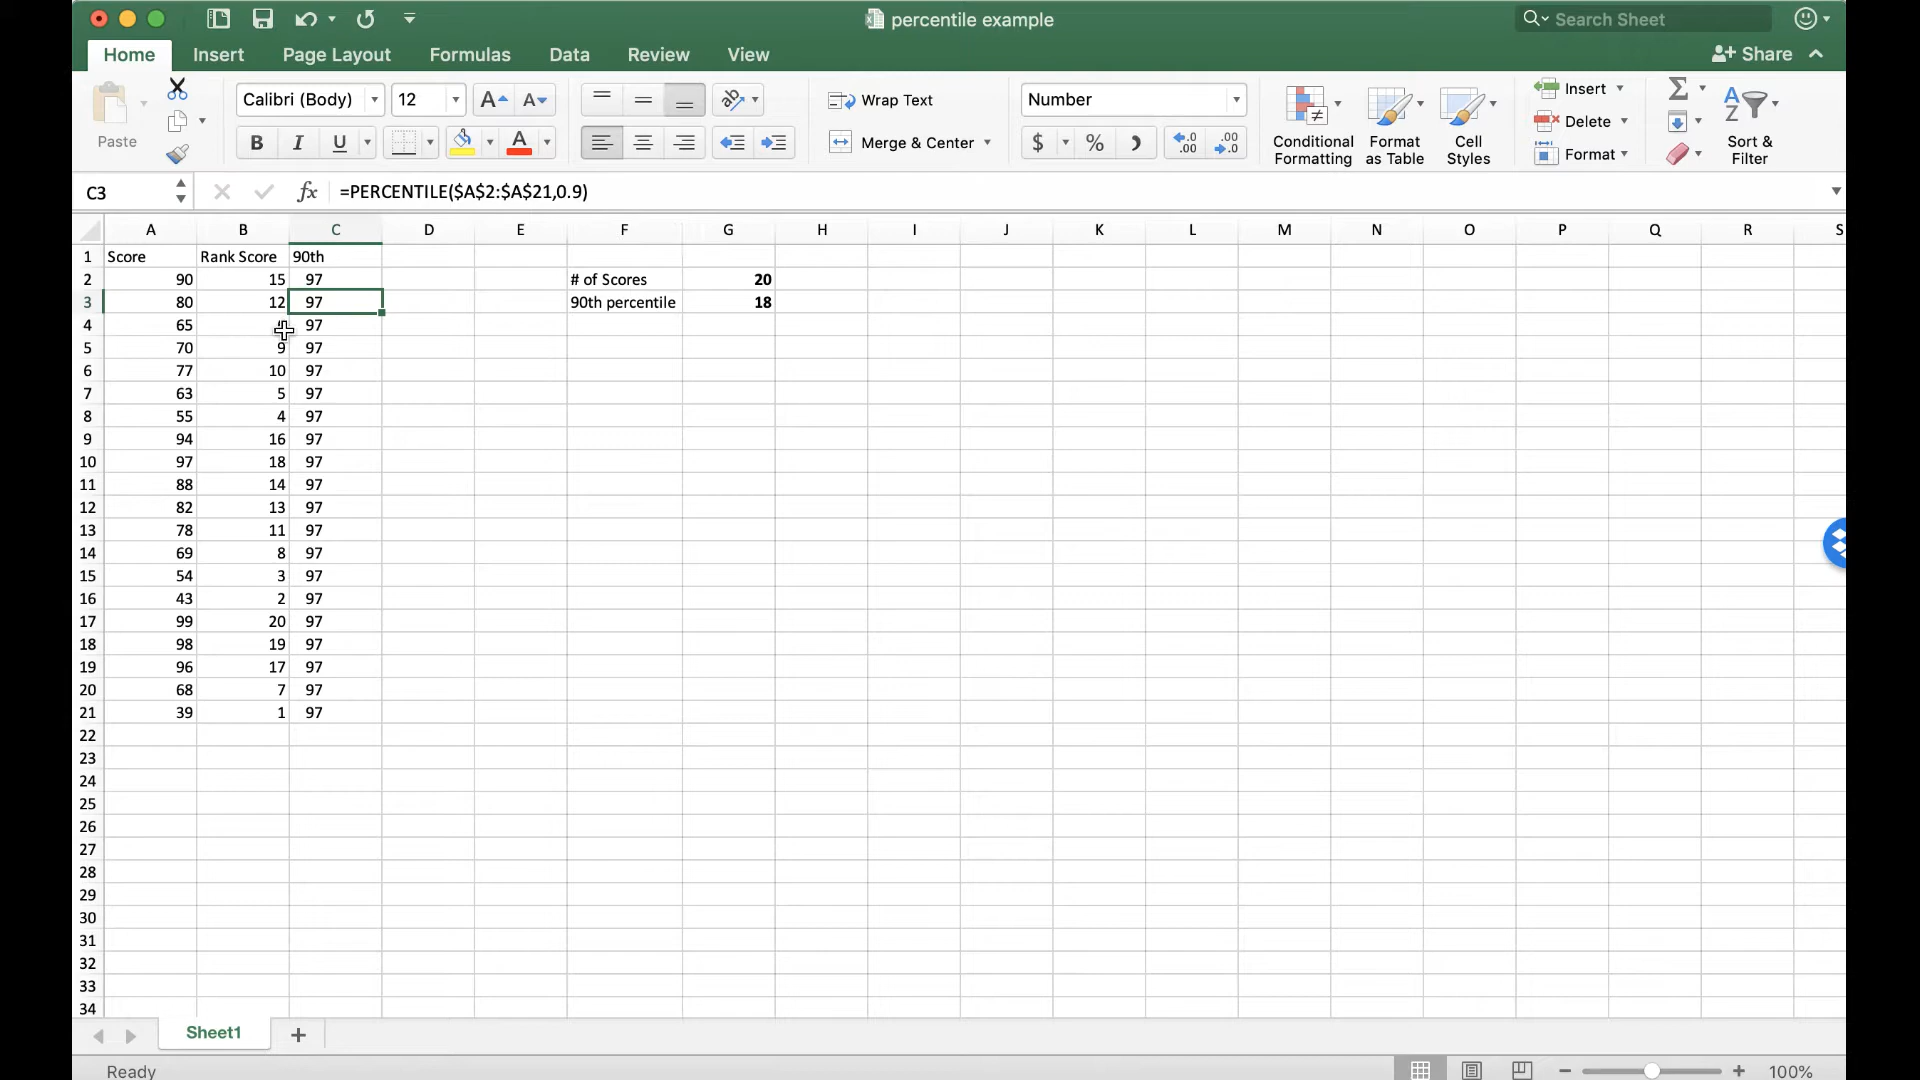 percentile example
Search Sheet
Home Insert Page Layout Formulas Data Review View
Share
Paste
Calibri (Body) 12
A A
B I U A
Wrap Text
Merge & Center
Number
$ %
Conditional Formatting
Format as Table
Cell Styles
Insert
Delete
Format
Sort & Filter
C3 fx =PERCENTILE($A$2:$A$21,0.9)
A B C D E F G H I J K L M N O P Q R S
1 Score Rank Score 90th
2 90 15 97 # of Scores 20
3 80 12 97 90th percentile 18
4 65 97
5 70 9 97
6 77 10 97
7 63 5 97
8 55 4 97
9 94 16 97
10 97 18 97
11 88 14 97
12 82 13 97
13 78 11 97
14 69 8 97
15 54 3 97
16 43 2 97
17 99 20 97
18 98 19 97
19 96 17 97
20 68 7 97
21 39 1 97
22
23
24
25
26
27
28
29
30
31
32
33
34
Sheet1
Ready
100%